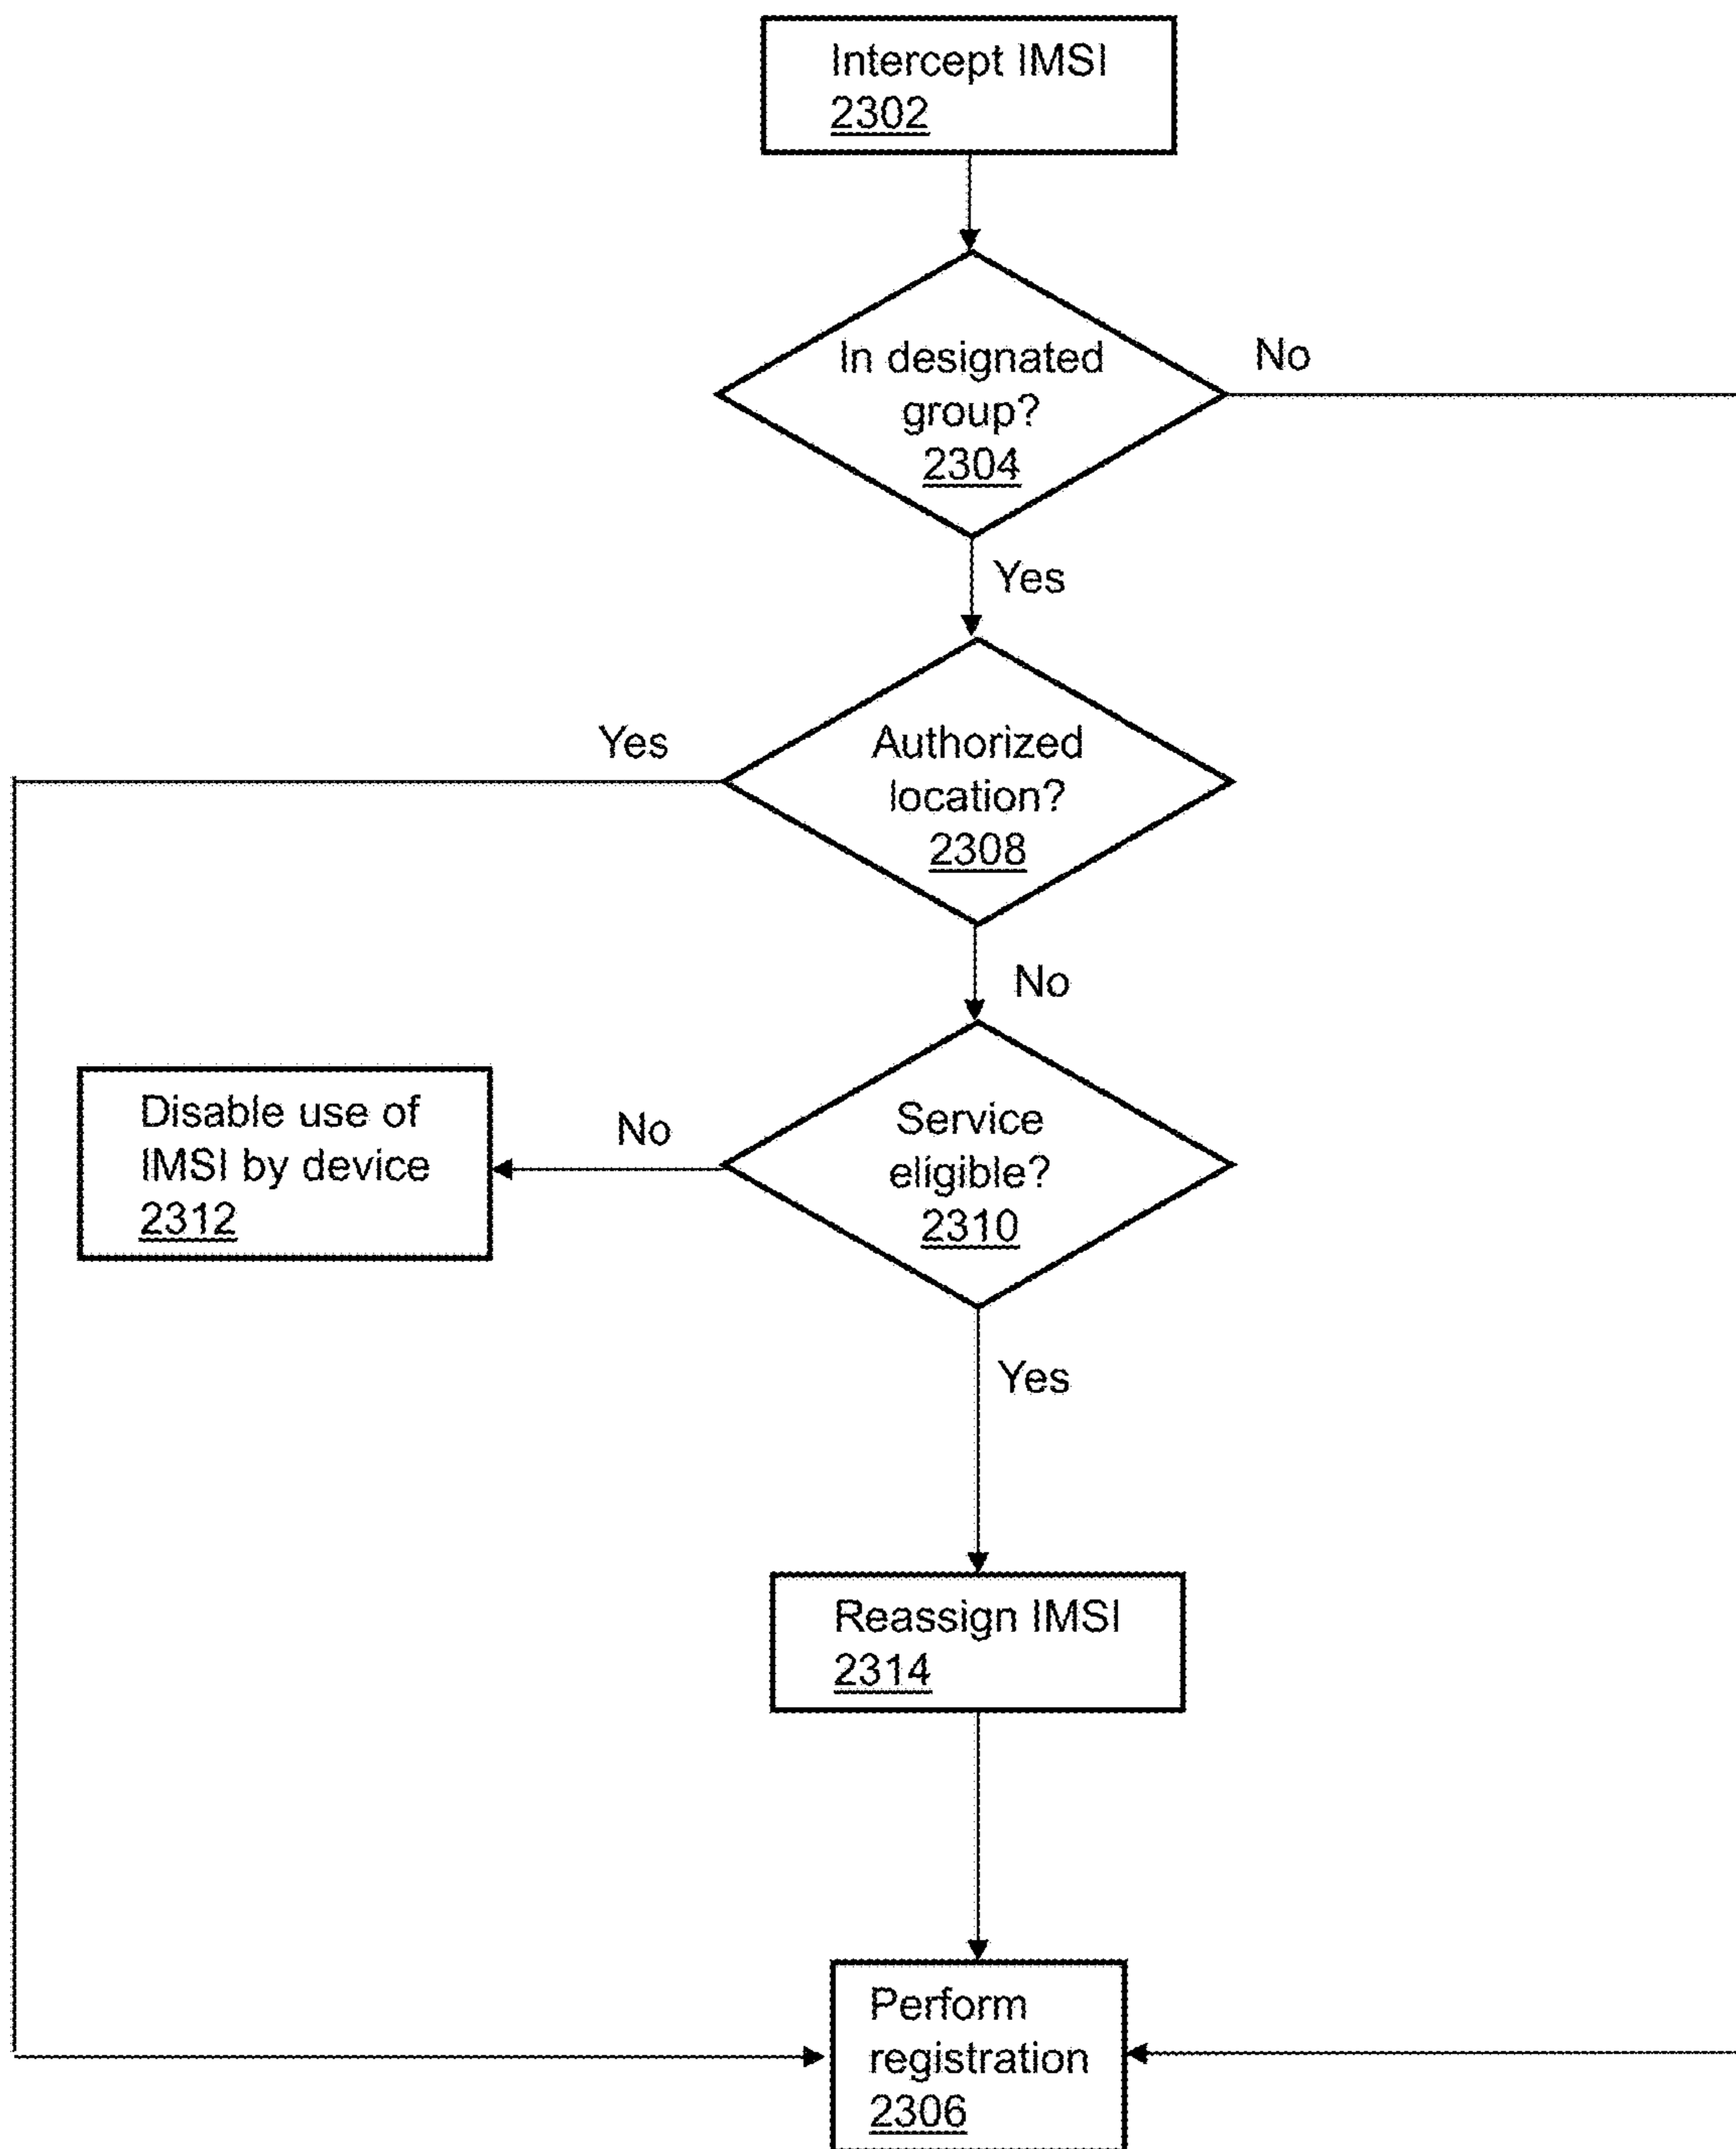 Intercept IMSI
2302
In designated
group?
2304
No
Yes
Authorized
location?
2308
Yes
No
Service
eligible?
2310
No
Disable use of
IMSI by device
2312
Yes
Reassign IMSI
2314
Perform
registration
2306